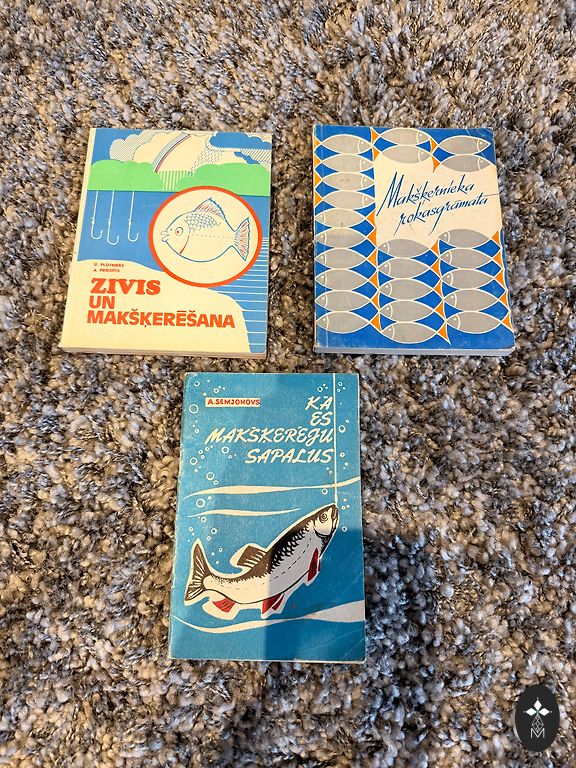 U. PLOTNIEKS
A. PRIEDĪTIS
ZIVIS
UN
MAKŠĶERĒŠANA
Makšķernieka
rokasgrāmata
A. SEMJONOVS
KĀ
ES
MAKŠĶERĒJU
SAPALUS